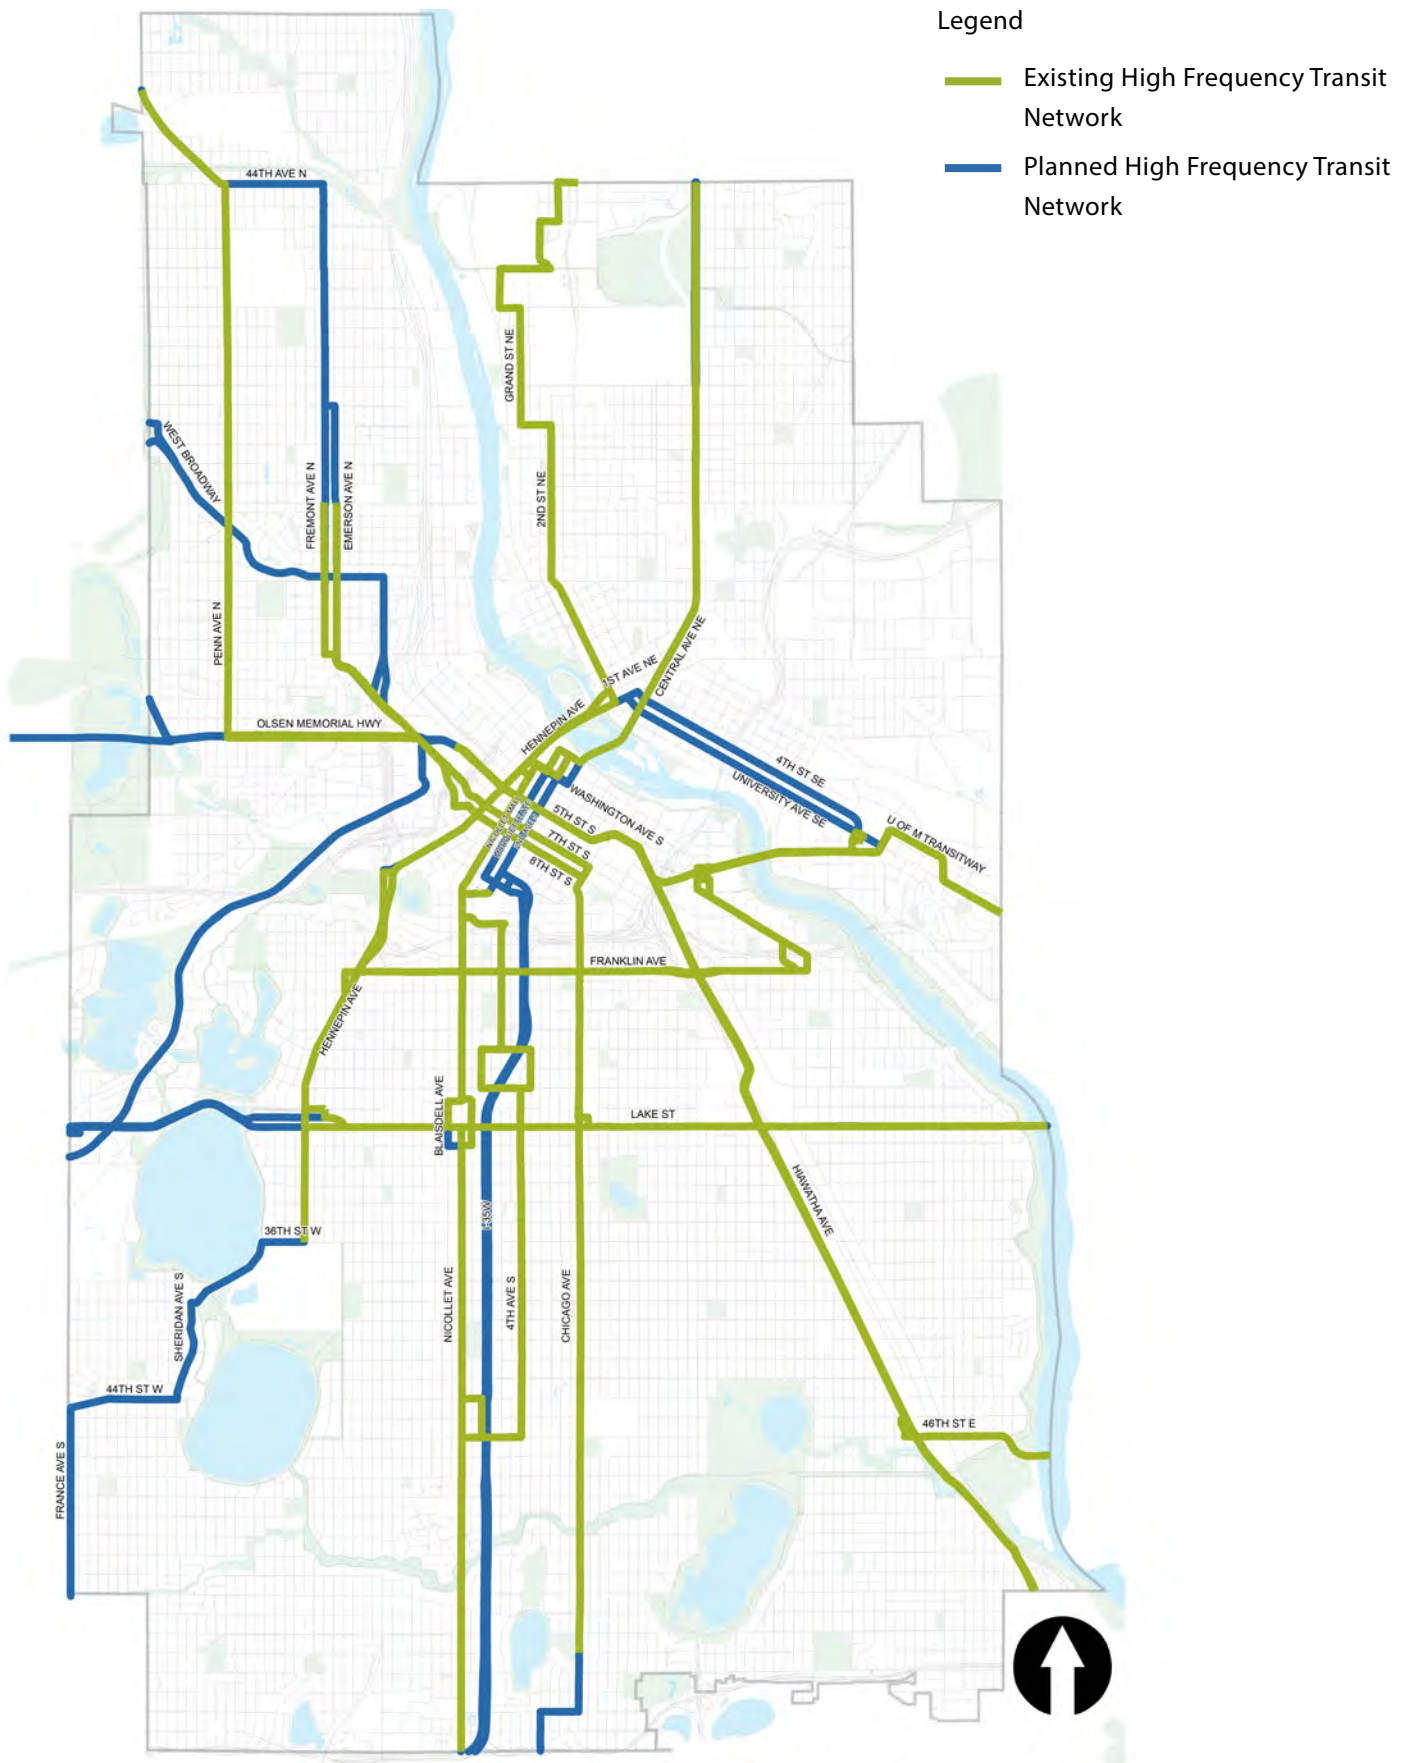 Legend
Existing High Frequency Transit
Network
Planned High Frequency Transit
Network
44TH AVE N
GRAND ST NE
WEST BROADWAY
FREMONT AVE N
EMERSON AVE N
2ND ST NE
PENN AVE N
1ST AVE NE
CENTRAL AVE NE
OLSEN MEMORIAL HWY
HENNEPIN AVE
4TH ST SE
UNIVERSITY AVE SE
WASHINGTON AVE S
5TH ST S
7TH ST S
8TH ST S
U OF M TRANSITWAY
FRANKLIN AVE
HENNEPIN AVE
BLAISDELL AVE
LAKE ST
HIAWATHA AVE
I-35W
36TH ST W
SHERIDAN AVE S
NICOLLET AVE
4TH AVE S
CHICAGO AVE
44TH ST W
46TH ST E
FRANCE AVE S